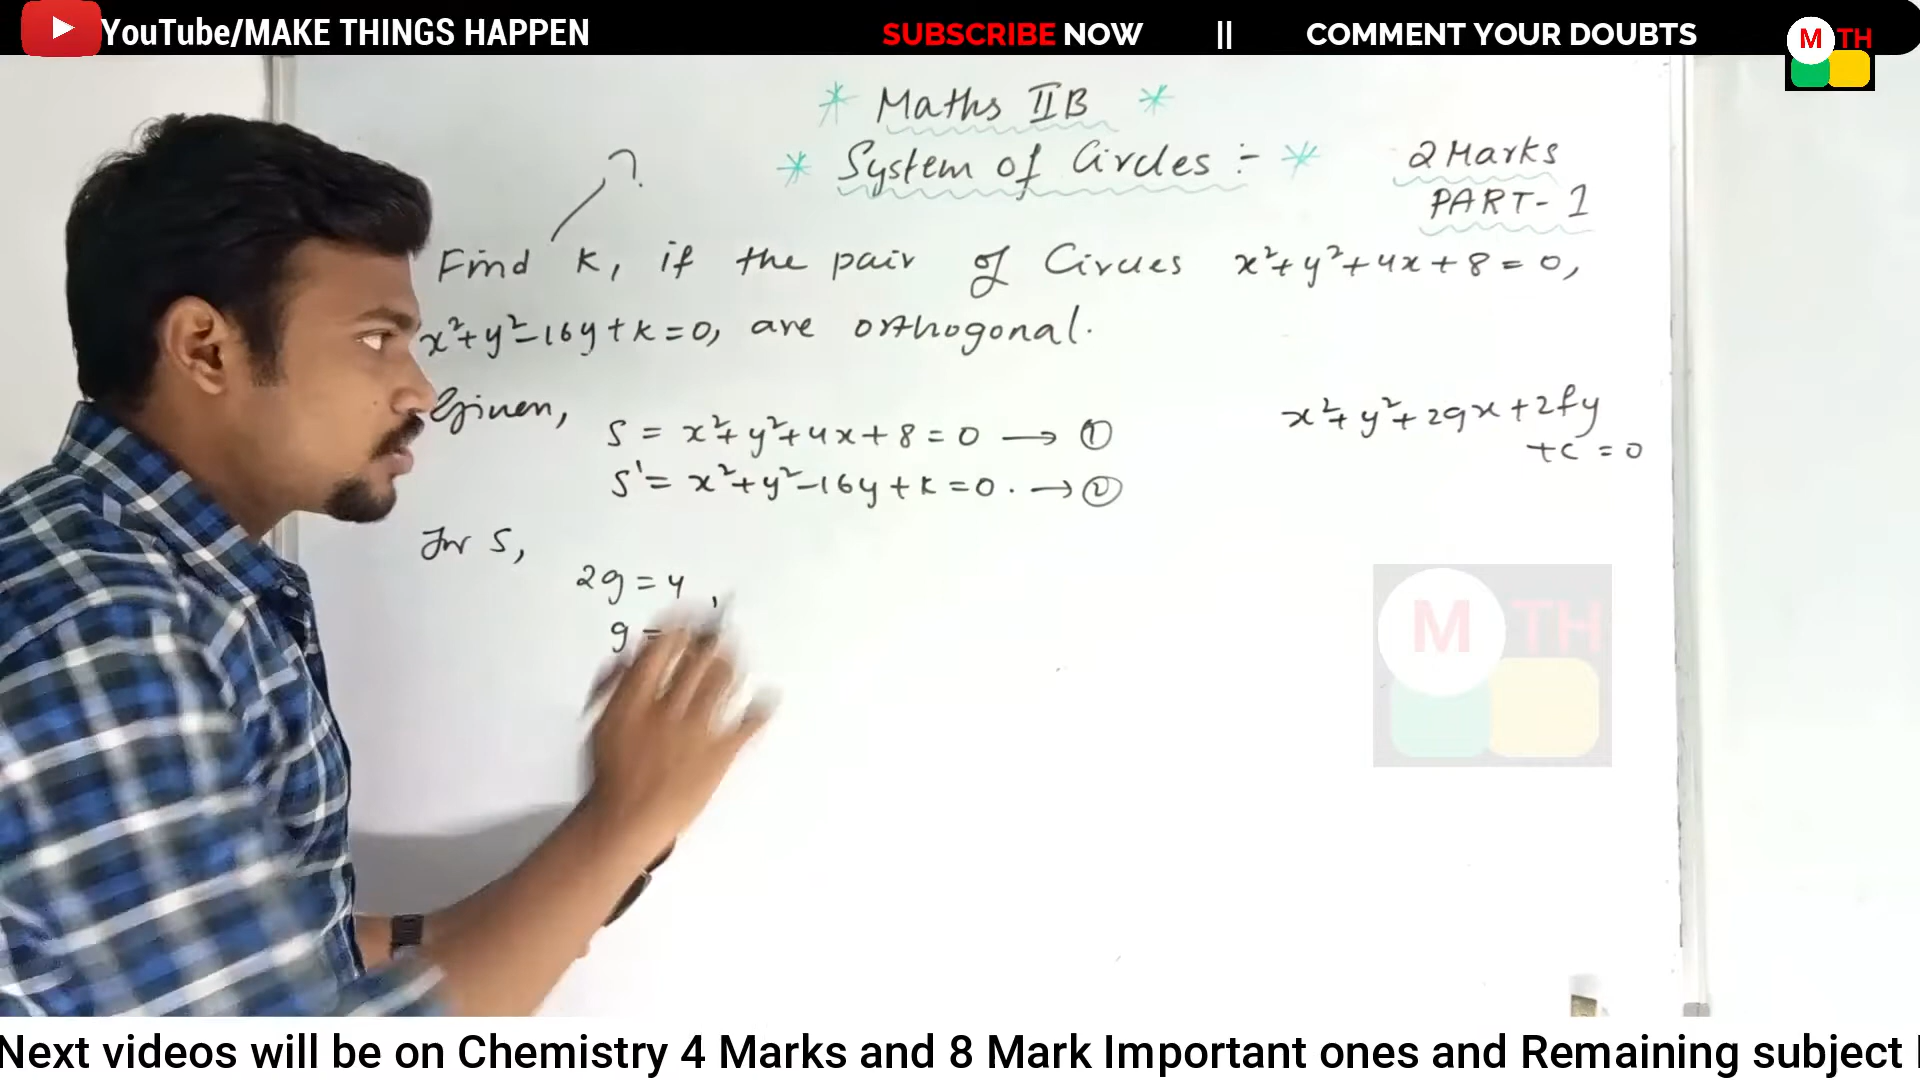 YouTube/MAKE THINGS HAPPEN SUBSCRIBE NOW || COMMENT YOUR DOUBTS
M TH
* Maths IIB *
* System of Circles :- *
2 Marks
PART-1
?
Find K, if the pair of Circles x²+y²+4x+8=0,
x²+y²-16y+k=0, are orthogonal.
Given,
S = x²+y²+4x+8=0 → ①
S' = x²+y²-16y+k=0. → ②
x²+y²+2gx+2fy
+c=0
For S,
2g=4,
g=
M TH
Next videos will be on Chemistry 4 Marks and 8 Mark Important ones and Remaining subject